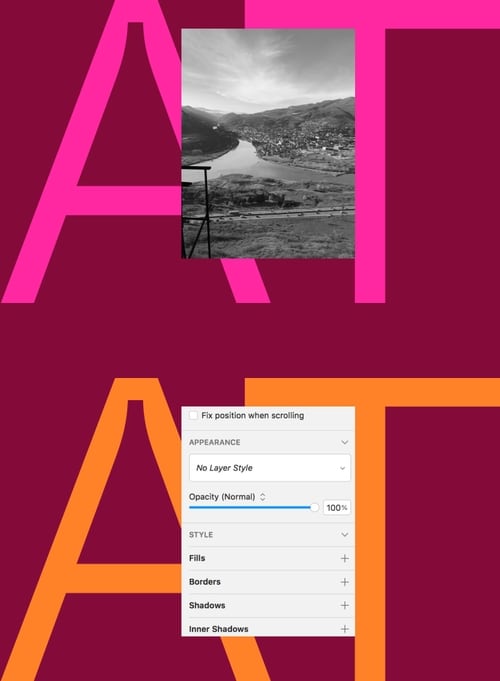 AT
AT
Fix position when scrolling
APPEARANCE
No Layer Style
Opacity (Normal)
100%
STYLE
Fills
Borders
Shadows
Inner Shadows